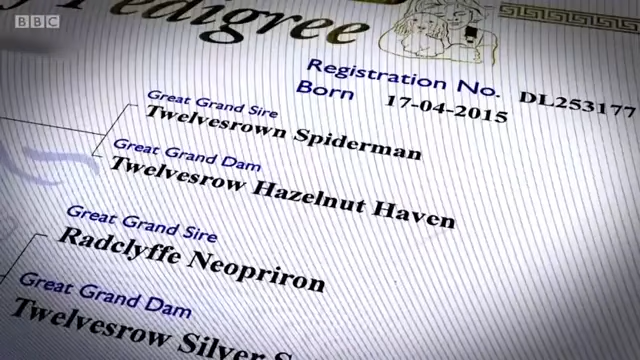 BBC
Pedigree
Registration No. DL253177
Born 17-04-2015
Great Grand Sire
Twelvesrown Spiderman
Great Grand Dam
Twelvesrow Hazelnut Haven
Great Grand Sire
Radclyffe Neopriron
Great Grand Dam
Twelvesrow Silver S